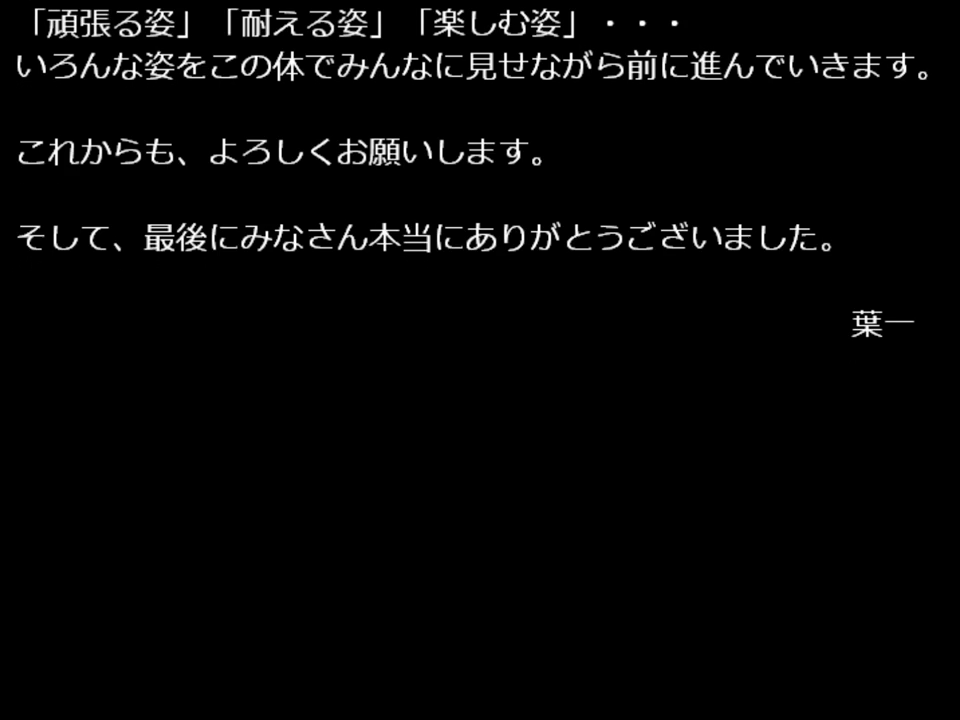 「頑張る姿」「耐える姿」「楽しむ姿」・・・
いろんな姿をこの体でみんなに見せながら前に進んでいきます。
これからも、よろしくお願いします。
そして、最後にみなさん本当にありがとうございました。
葉一